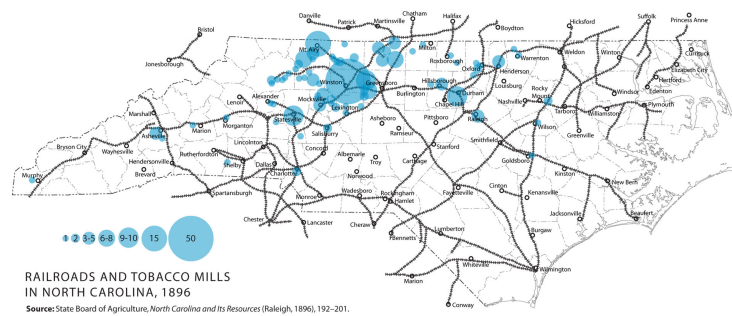 Bristol
Danville
Patrick
Martinsville
Chatham
Halifax
Boydton
Hicksford
Suffolk
Princess Anne
Jonesborough
Mt. Airy
Milton
Roxborough
Oxford
Warrenton
Weldon
Winton
Currituck
Henderson
Elizabeth City
Hertford
Edenton
Winston
Greensboro
Hillsborough
Durham
Louisburg
Windsor
Burlington
Chapel Hill
Nashville
Rocky
Mount
Plymouth
Lenoir
Alexander
Mocksville
Lexington
Tarboro
Williamston
Marshall
Marion
Morganton
Statesville
Salisbury
Asheboro
Ramseur
Pittsboro
Raleigh
Wilson
Greenville
Asheville
Smithfield
Bryson City
Waynesville
Hendersonville
Rutherfordton
Lincolnton
Concord
Albemarle
Troy
Carthage
Stanford
Goldsboro
Kinston
New Bern
Murphy
Brevard
Shelby
Dallas
Charlotte
Norwood
Spartansburgh
Monroe
Wadesboro
Rockingham
Hamlet
Fayetteville
Clinton
Kenansville
Jacksonville
Beaufort
Chester
Lancaster
Cheraw
Bennetts
Lumberton
Burgaw
Whiteville
Wilmington
Marion
Conway
1 2 3-5 6-8 9-10 15 50
RAILROADS AND TOBACCO MILLS
IN NORTH CAROLINA, 1896
Source: State Board of Agriculture, North Carolina and Its Resources (Raleigh, 1896), 192–201.